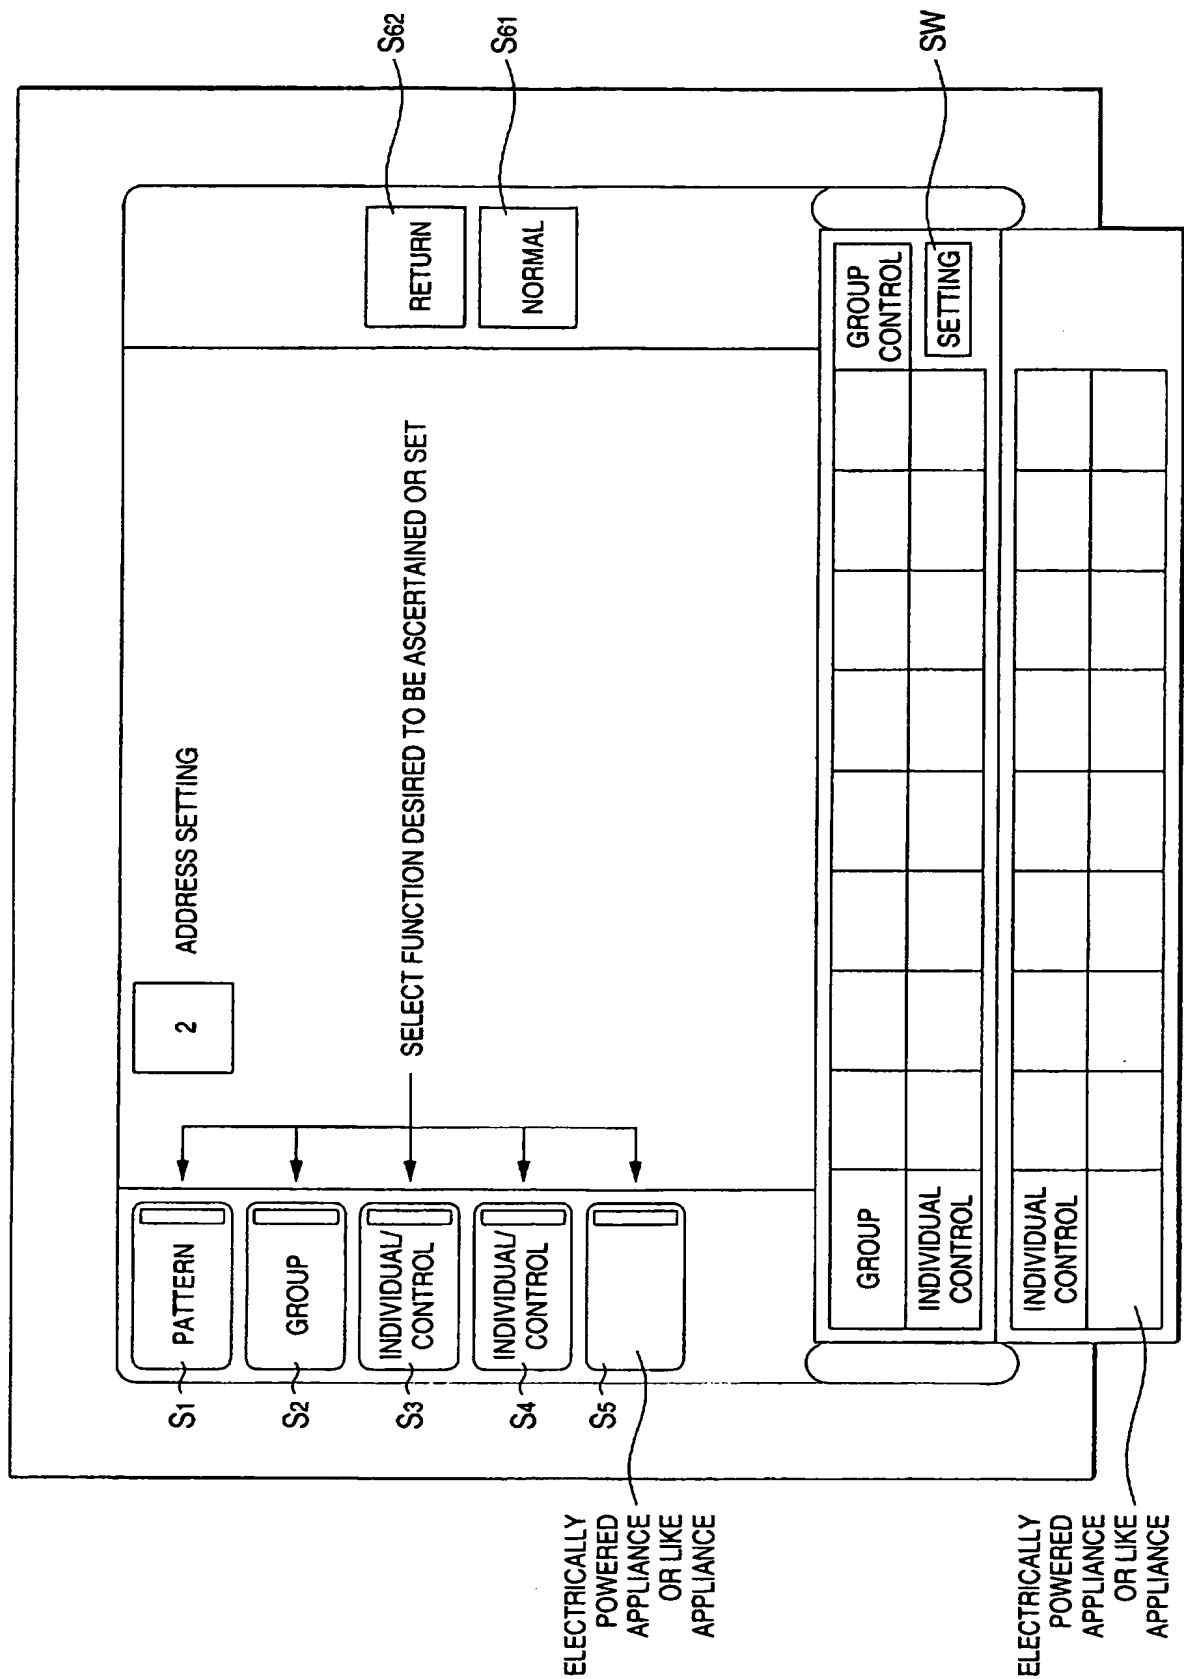 2
ADDRESS SETTING
S1
PATTERN
S2
GROUP
S3
INDIVIDUAL/
CONTROL
SELECT FUNCTION DESIRED TO BE ASCERTAINED OR SET
RETURN
S62
S4
INDIVIDUAL/
CONTROL
NORMAL
S61
S5
ELECTRICALLY
POWERED
APPLIANCE
OR LIKE
APPLIANCE
GROUP
GROUP
CONTROL
INDIVIDUAL
CONTROL
SETTING
SW
INDIVIDUAL
CONTROL
ELECTRICALLY
POWERED
APPLIANCE
OR LIKE
APPLIANCE